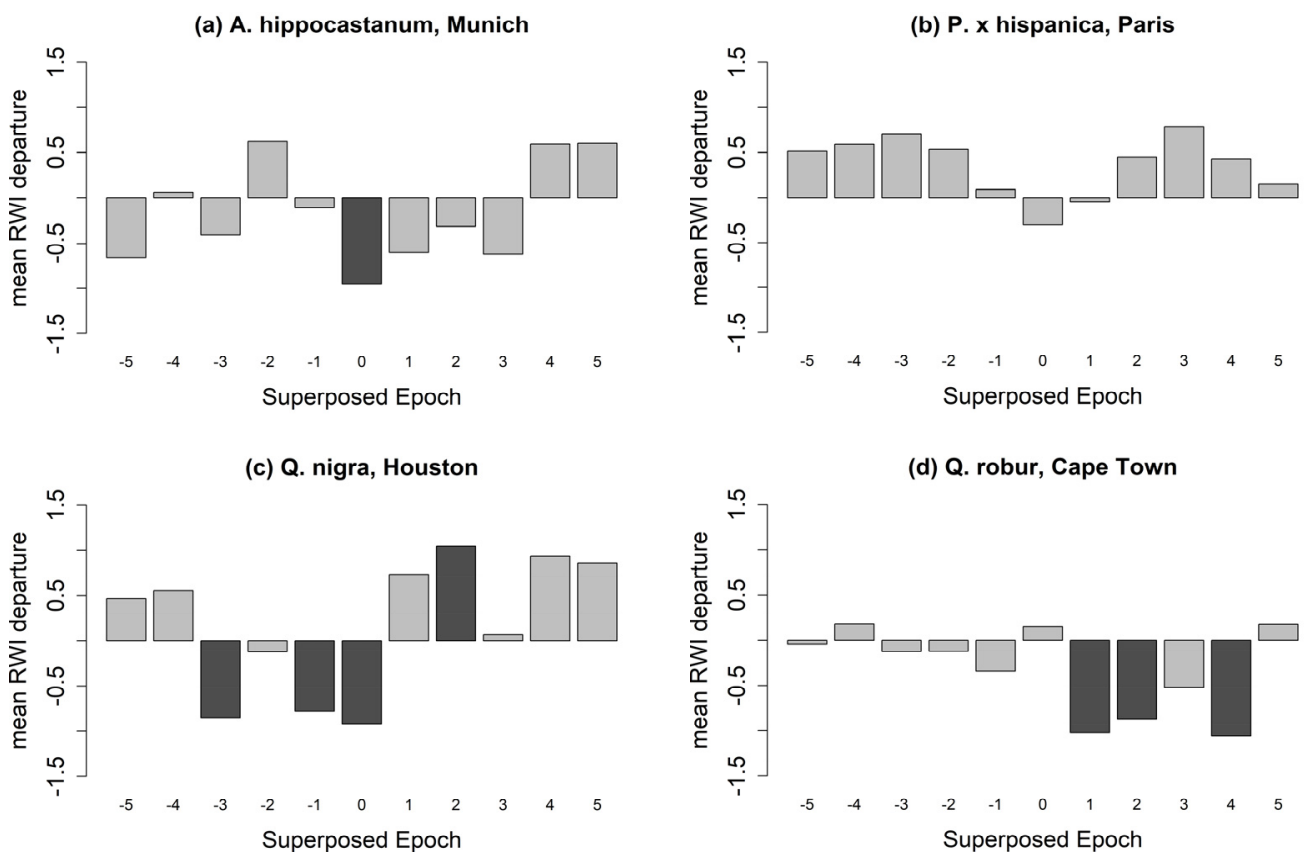 (a) A. hippocastanum, Munich
mean RWI departure
1.5
0.5
-0.5
-1.5
-5 -4 -3 -2 -1 0 1 2 3 4 5
Superposed Epoch
(b) P. x hispanica, Paris
mean RWI departure
1.5
0.5
-0.5
-1.5
-5 -4 -3 -2 -1 0 1 2 3 4 5
Superposed Epoch
(c) Q. nigra, Houston
mean RWI departure
1.5
0.5
-0.5
-1.5
-5 -4 -3 -2 -1 0 1 2 3 4 5
Superposed Epoch
(d) Q. robur, Cape Town
mean RWI departure
1.5
0.5
-0.5
-1.5
-5 -4 -3 -2 -1 0 1 2 3 4 5
Superposed Epoch